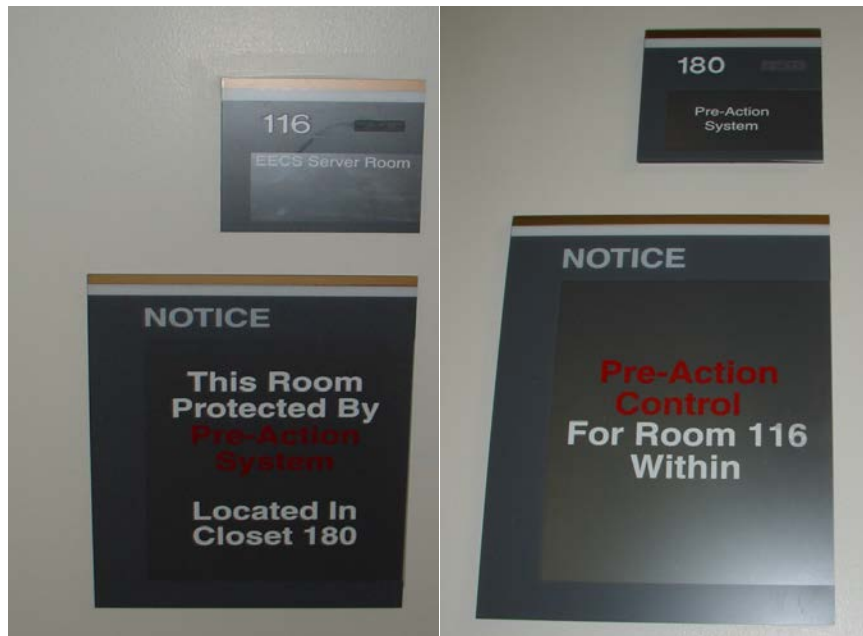 116
EECS Server Room
NOTICE
This Room
Protected By
Pre-Action
System
Located In
Closet 180
180
Pre-Action
System
NOTICE
Pre-Action
Control
For Room 116
Within